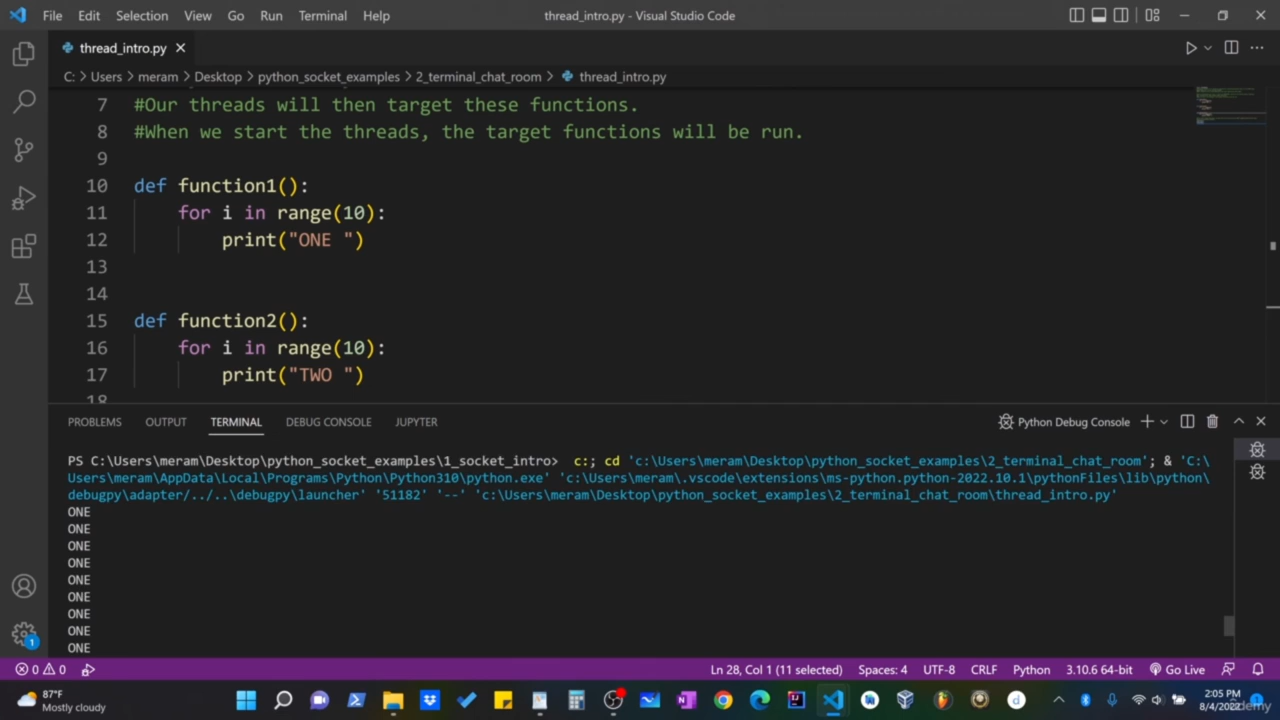 File Edit Selection View Go Run Terminal Help
thread_intro.py - Visual Studio Code
thread_intro.py
C: > Users > meram > Desktop > python_socket_examples > 2_terminal_chat_room > thread_intro.py
7 #Our threads will then target these functions.
8 #When we start the threads, the target functions will be run.
9
10 def function1():
11 for i in range(10):
12 print("ONE ")
13
14
15 def function2():
16 for i in range(10):
17 print("TWO ")
18
PROBLEMS OUTPUT TERMINAL DEBUG CONSOLE JUPYTER
Python Debug Console
PS C:\Users\meram\Desktop\python_socket_examples\1_socket_intro> c:; cd 'c:\Users\meram\Desktop\python_socket_examples\2_terminal_chat_room'; & 'C:\
Users\meram\AppData\Local\Programs\Python\Python310\python.exe' 'c:\Users\meram\.vscode\extensions\ms-python.python-2022.10.1\pythonFiles\lib\python\
debugpy\adapter/../..\debugpy\launcher' '51182' '--' 'c:\Users\meram\Desktop\python_socket_examples\2_terminal_chat_room\thread_intro.py'
ONE
ONE
ONE
ONE
ONE
ONE
ONE
ONE
ONE
1
0 0
Ln 28, Col 1 (11 selected) Spaces: 4 UTF-8 CRLF Python 3.10.6 64-bit Go Live
87°F
Mostly cloudy
2:05 PM
8/4/2022